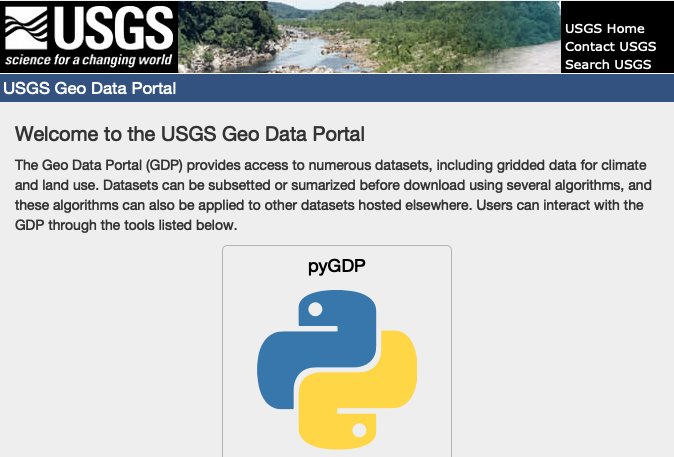 USGS
science for a changing world
USGS Home
Contact USGS
Search USGS
USGS Geo Data Portal
Welcome to the USGS Geo Data Portal
The Geo Data Portal (GDP) provides access to numerous datasets, including gridded data for climate
and land use. Datasets can be subsetted or sumarized before download using several algorithms, and
these algorithms can also be applied to other datasets hosted elsewhere. Users can interact with the
GDP through the tools listed below.
pyGDP